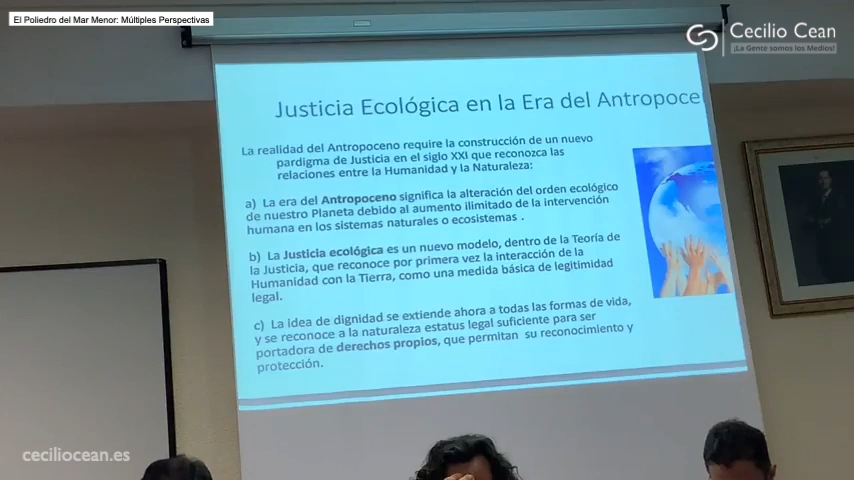 El Poliedro del Mar Menor: Múltiples Perspectivas
Cecilio Cean
¡La Gente somos los Medios!
Justicia Ecológica en la Era del Antropoce
La realidad del Antropoceno require la construcción de un nuevo
paradigma de Justicia en el siglo XXI que reconozca las
relaciones entre la Humanidad y la Naturaleza:
a) La era del Antropoceno significa la alteración del orden ecológico
de nuestro Planeta debido al aumento ilimitado de la intervención
humana en los sistemas naturales o ecosistemas .
b) La Justicia ecológica es un nuevo modelo, dentro de la Teoría de
la Justicia, que reconoce por primera vez la interacción de la
Humanidad con la Tierra, como una medida básica de legitimidad
legal.
c) La idea de dignidad se extiende ahora a todas las formas de vida,
y se reconoce a la naturaleza estatus legal suficiente para ser
portadora de derechos propios, que permitan su reconocimiento y
protección.
ceciliocean.es